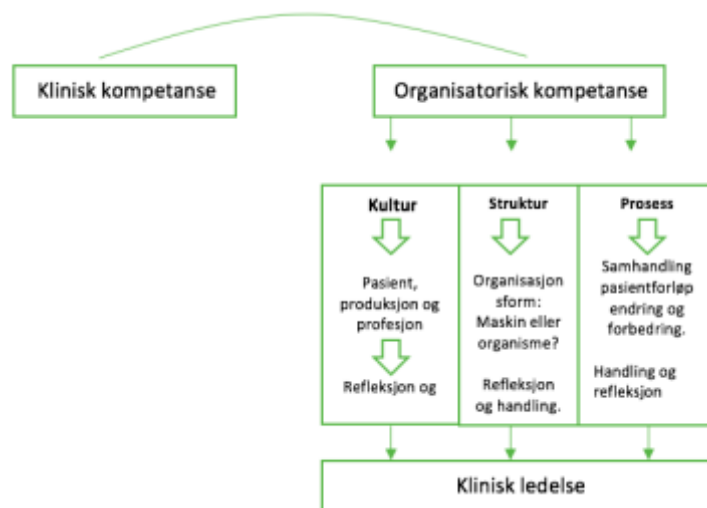 Klinisk kompetanse
Organisatorisk kompetanse
Kultur
Pasient,
produksjon og
profesjon
Refleksjon og
Struktur
Organisasjon
sform:
Maskin eller
organisme?
Refleksjon
og handling.
Prosess
Samhandling
pasientforløp
endring og
forbedring.
Handling og
refleksjon
Klinisk ledelse